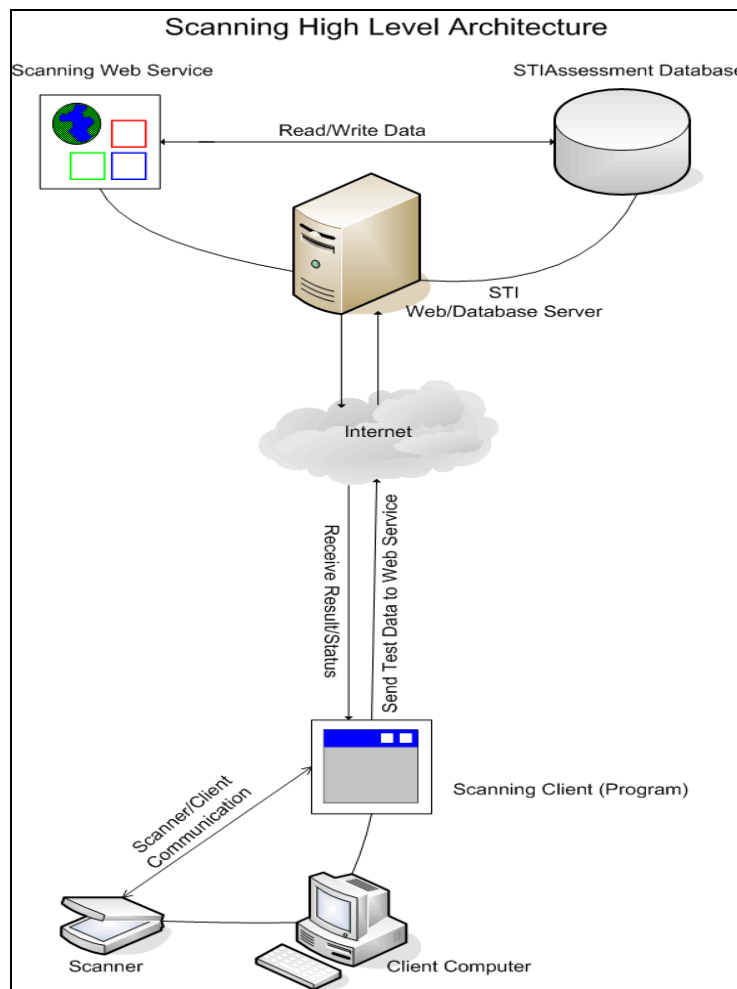 Scanning High Level Architecture
Scanning Web Service
STIAssessment Database
Read/Write Data
STI
Web/Database Server
Internet
Receive Result/Status
Send Test Data to Web Service
Scanning Client (Program)
Scanner/Client
Communication
Scanner
Client Computer